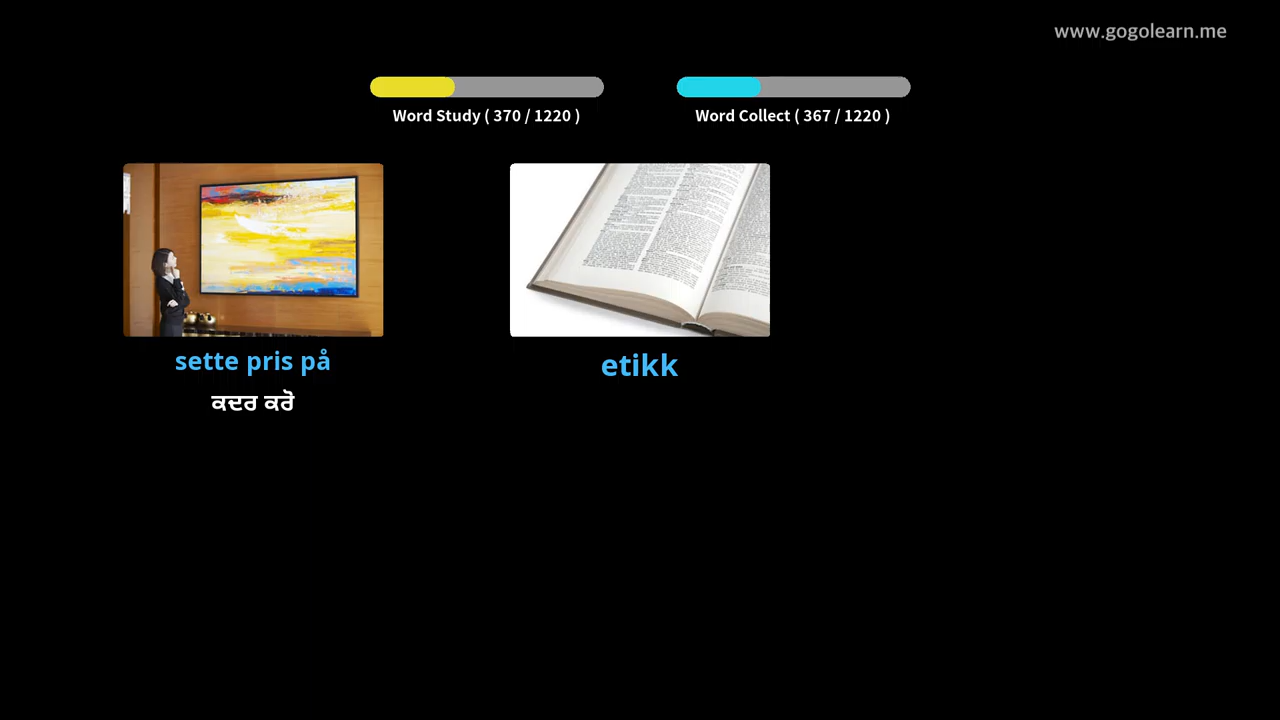 www.gogolearn.me
Word Study ( 370 / 1220 )
Word Collect ( 367 / 1220 )
sette pris på
ਕਦਰ ਕਰੋ
etikk